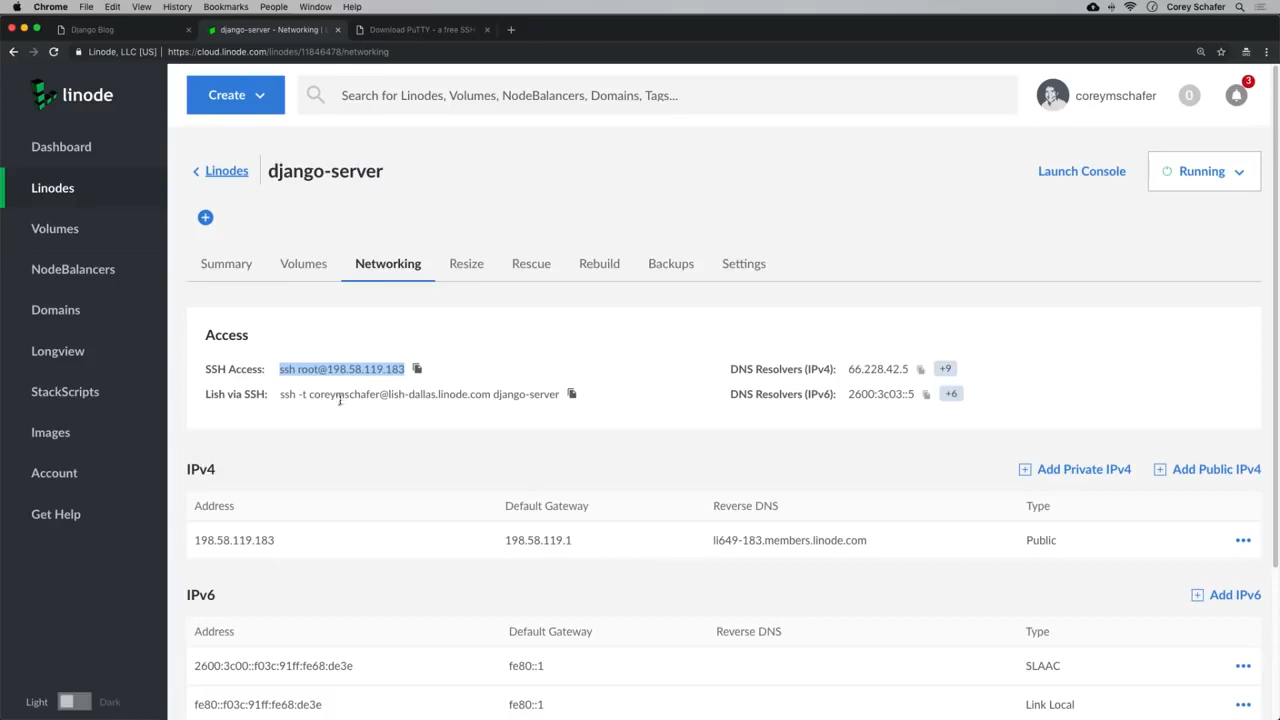 Chrome File Edit View History Bookmarks People Window Help Corey Schafer
Django Blog django-server - Networking | L Download PuTTY - a free SSH
Linode, LLC [US] | https://cloud.linode.com/linodes/11846478/networking
linode
Create
Search for Linodes, Volumes, NodeBalancers, Domains, Tags...
coreymschafer
0
3
Dashboard
Linodes
Volumes
NodeBalancers
Domains
Longview
StackScripts
Images
Account
Get Help
Light Dark
Linodes django-server
Launch Console Running
Summary Volumes Networking Resize Rescue Rebuild Backups Settings
Access
SSH Access: ssh root@198.58.119.183 DNS Resolvers (IPv4): 66.228.42.5 +9
Lish via SSH: ssh -t coreymschafer@lish-dallas.linode.com django-server DNS Resolvers (IPv6): 2600:3c03::5 +6
IPv4 Add Private IPv4 Add Public IPv4
Address Default Gateway Reverse DNS Type
198.58.119.183 198.58.119.1 li649-183.members.linode.com Public
IPv6 Add IPv6
Address Default Gateway Reverse DNS Type
2600:3c00::f03c:91ff:fe68:de3e fe80::1 SLAAC
fe80::f03c:91ff:fe68:de3e fe80::1 Link Local